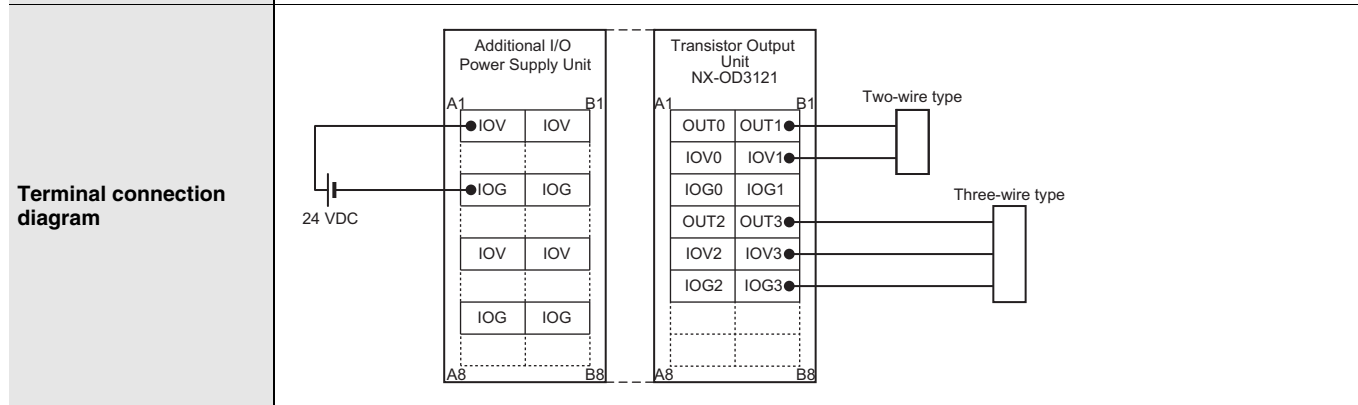 Terminal connection
diagram
24 VDC
Additional I/O
Power Supply Unit
A1 B1
IOV IOV
IOG IOG
IOV IOV
IOG IOG
A8 B8
Transistor Output
Unit
NX-OD3121
A1 B1
OUT0 OUT1
IOV0 IOV1
IOG0 IOG1
OUT2 OUT3
IOV2 IOV3
IOG2 IOG3
A8 B8
Two-wire type
Three-wire type